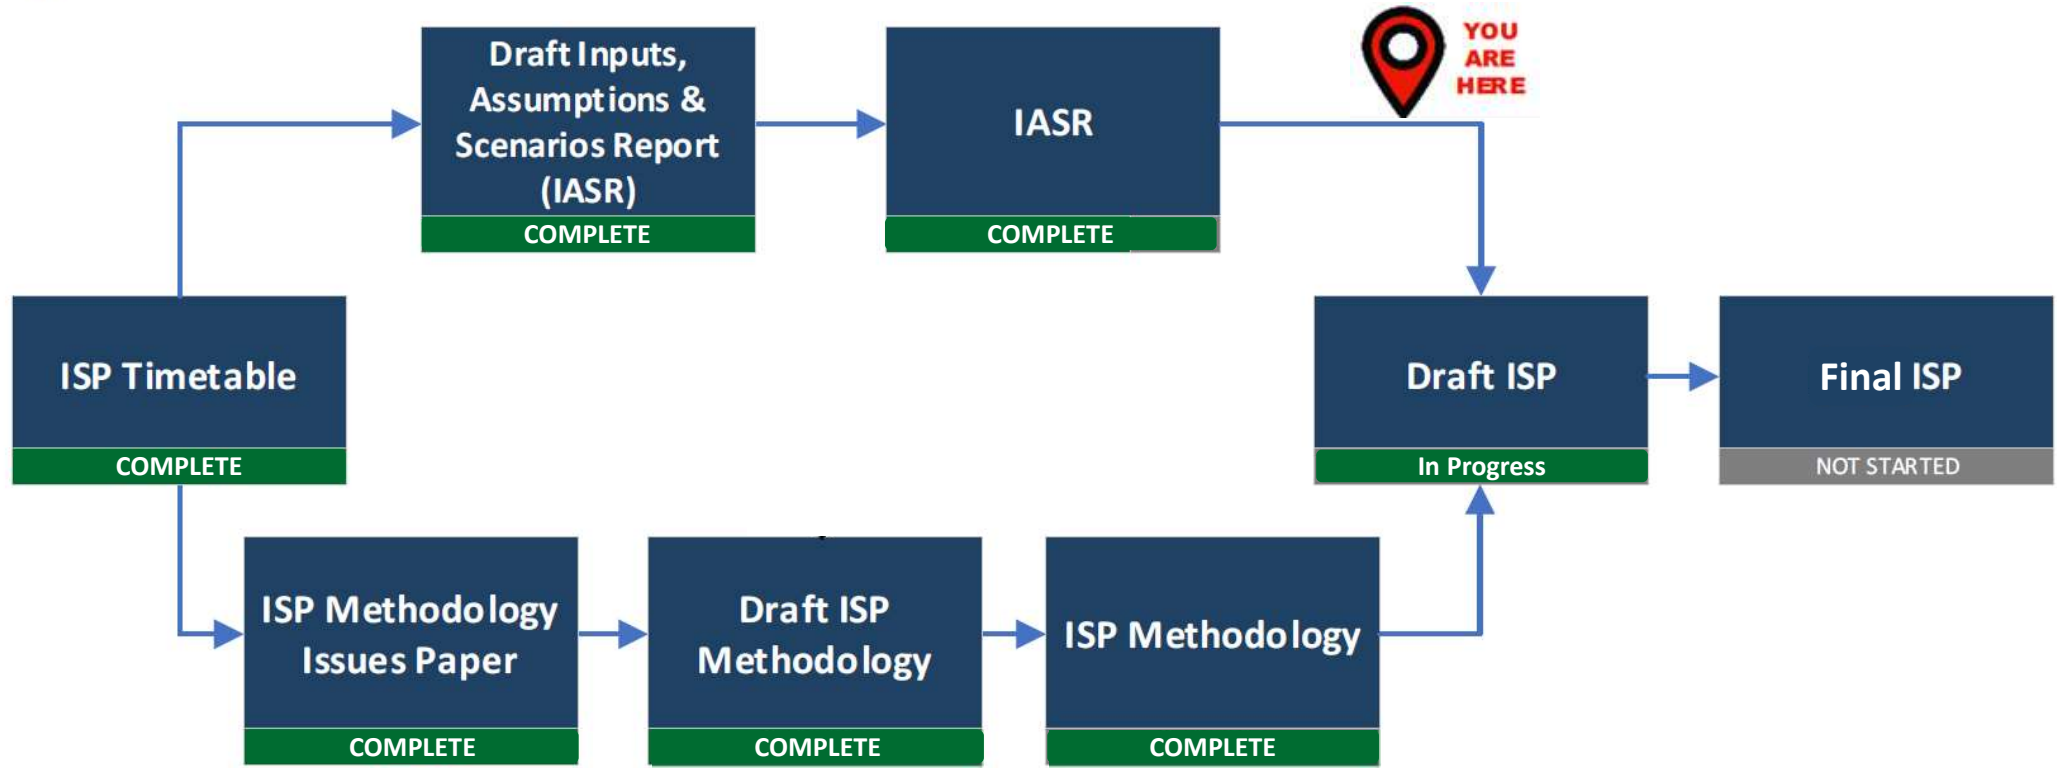 Draft Inputs,
Assumptions &
Scenarios Report
(IASR)
COMPLETE
IASR
COMPLETE
YOU
ARE
HERE
ISP Timetable
COMPLETE
Draft ISP
In Progress
Final ISP
NOT STARTED
ISP Methodology
Issues Paper
COMPLETE
Draft ISP
Methodology
COMPLETE
ISP Methodology
COMPLETE